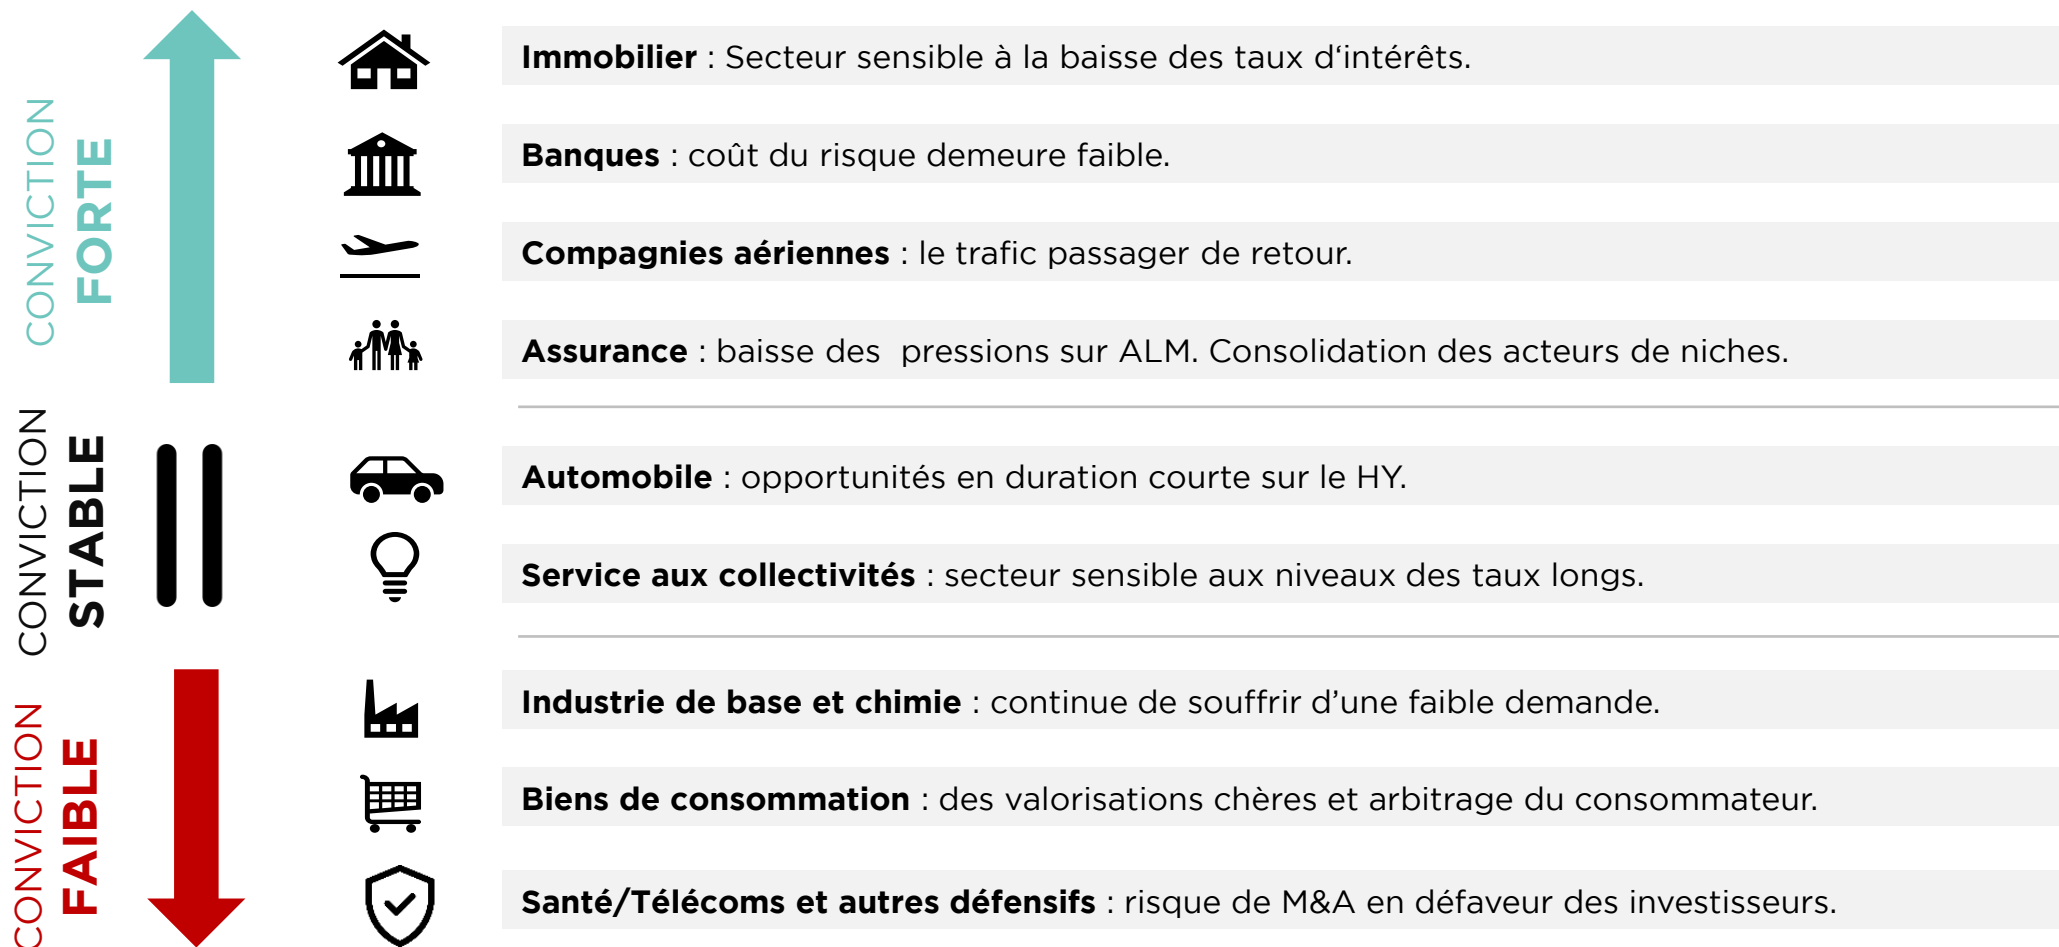 CONVICTION
FORTE
Immobilier : Secteur sensible à la baisse des taux d‘intérêts.
Banques : coût du risque demeure faible.
Compagnies aériennes : le trafic passager de retour.
Assurance : baisse des  pressions sur ALM. Consolidation des acteurs de niches.
CONVICTION
STABLE
Automobile : opportunités en duration courte sur le HY.
Service aux collectivités : secteur sensible aux niveaux des taux longs.
CONVICTION
FAIBLE
Industrie de base et chimie : continue de souffrir d’une faible demande.
Biens de consommation : des valorisations chères et arbitrage du consommateur.
Santé/Télécoms et autres défensifs : risque de M&A en défaveur des investisseurs.